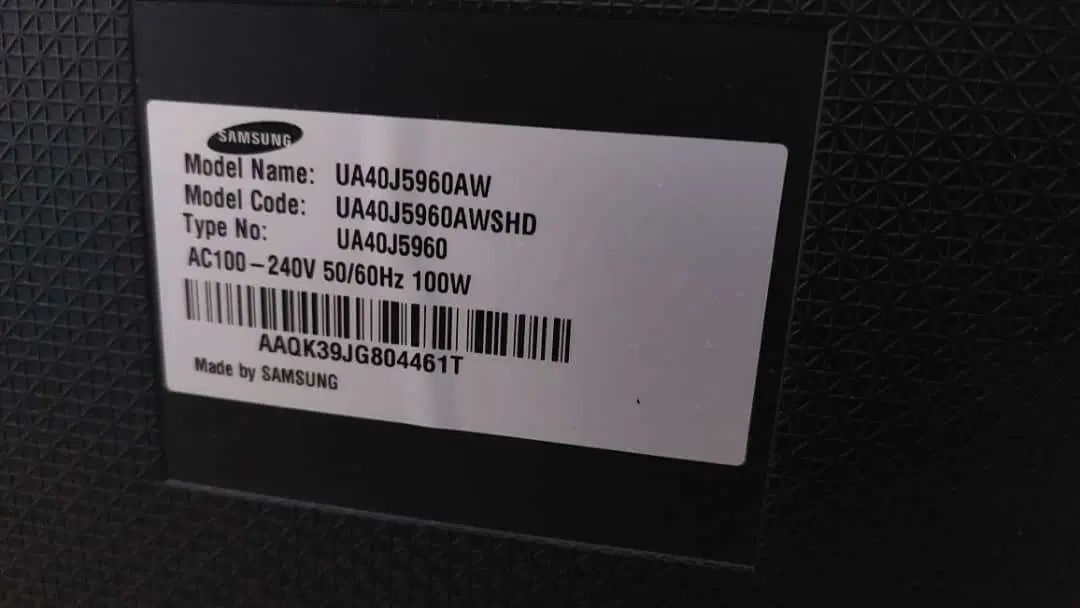 SAMSUNG
Model Name: UA40J5960AW
Model Code: UA40J5960AWSHD
Type No: UA40J5960
AC100-240V 50/60Hz 100W
AAQK39JG804461T
Made by SAMSUNG